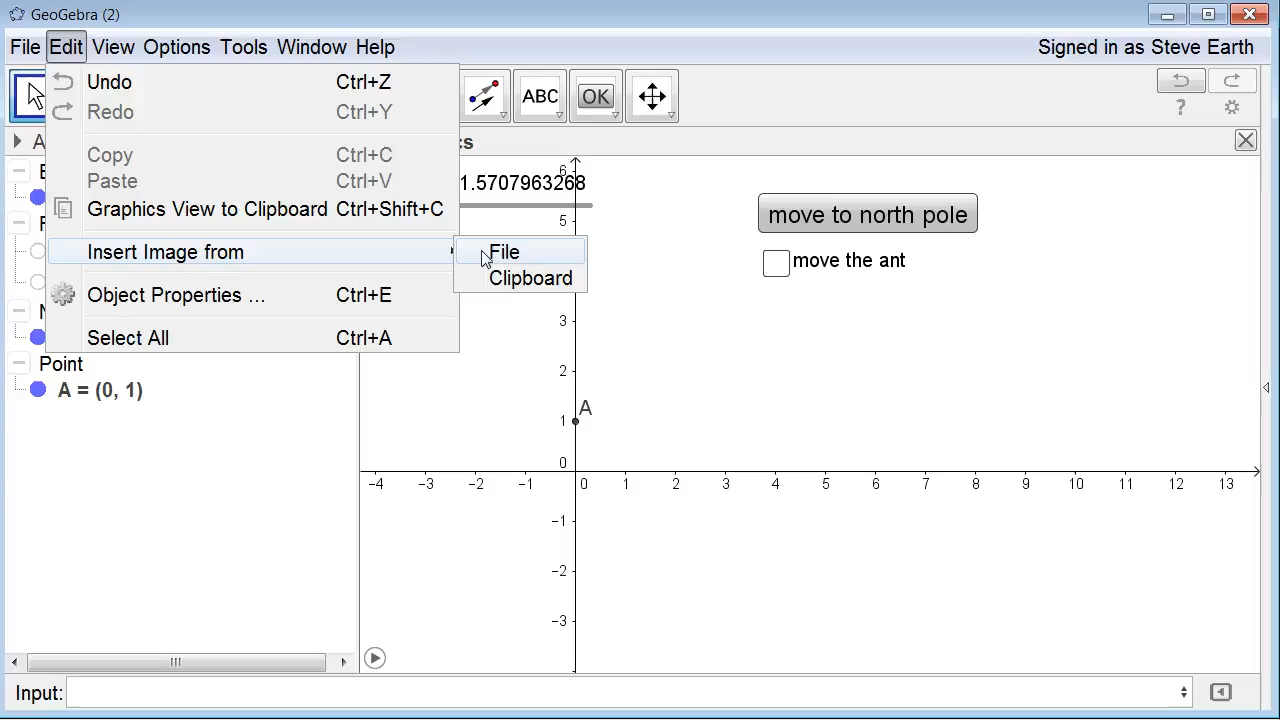 GeoGebra (2)
File Edit View Options Tools Window Help
Signed in as Steve Earth
Undo Ctrl+Z
Redo Ctrl+Y
Copy Ctrl+C
Paste Ctrl+V
Graphics View to Clipboard Ctrl+Shift+C
Insert Image from
File
Clipboard
Object Properties ... Ctrl+E
Select All Ctrl+A
ABC
OK
?
1.5707963268
move to north pole
move the ant
Point
A = (0, 1)
A
6
5
3
2
1
0
−1
−2
−3
−4 −3 −2 −1 0 1 2 3 4 5 6 7 8 9 10 11 12 13
Input: